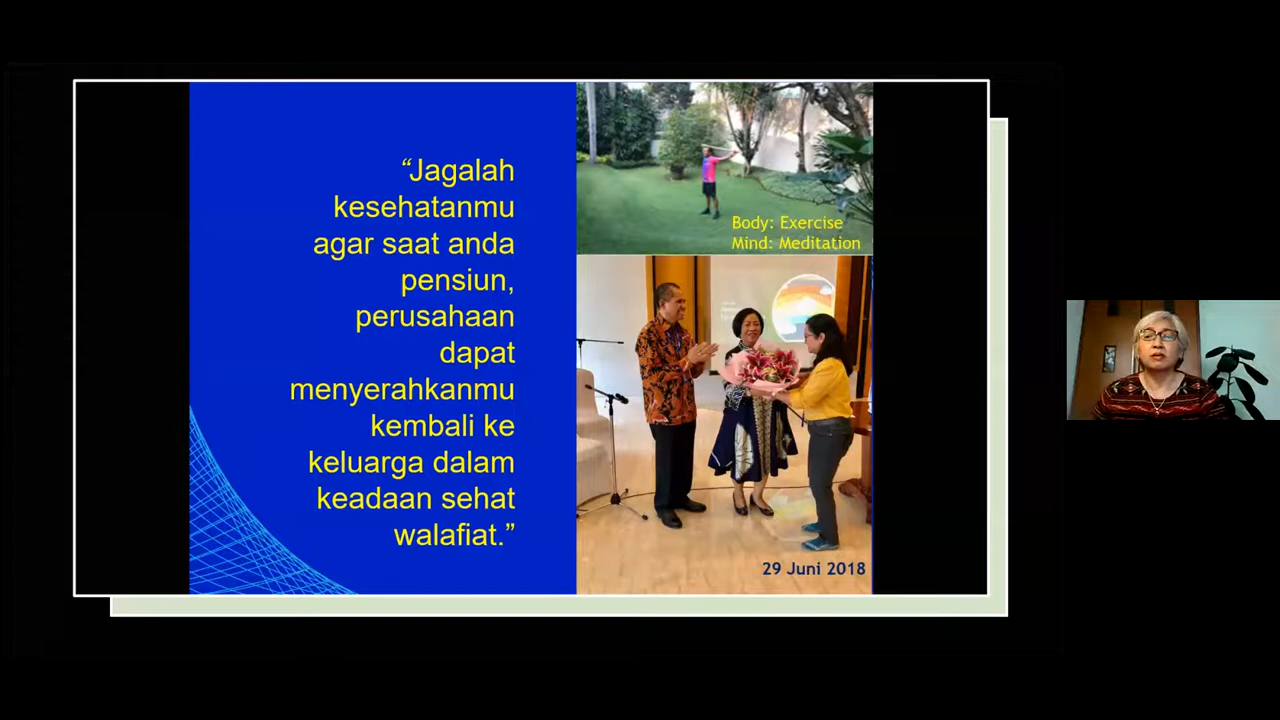 “Jagalah
kesehatanmu
agar saat anda
pensiun,
perusahaan
dapat
menyerahkanmu
kembali ke
keluarga dalam
keadaan sehat
walafiat.”
Body: Exercise
Mind: Meditation
29 Juni 2018